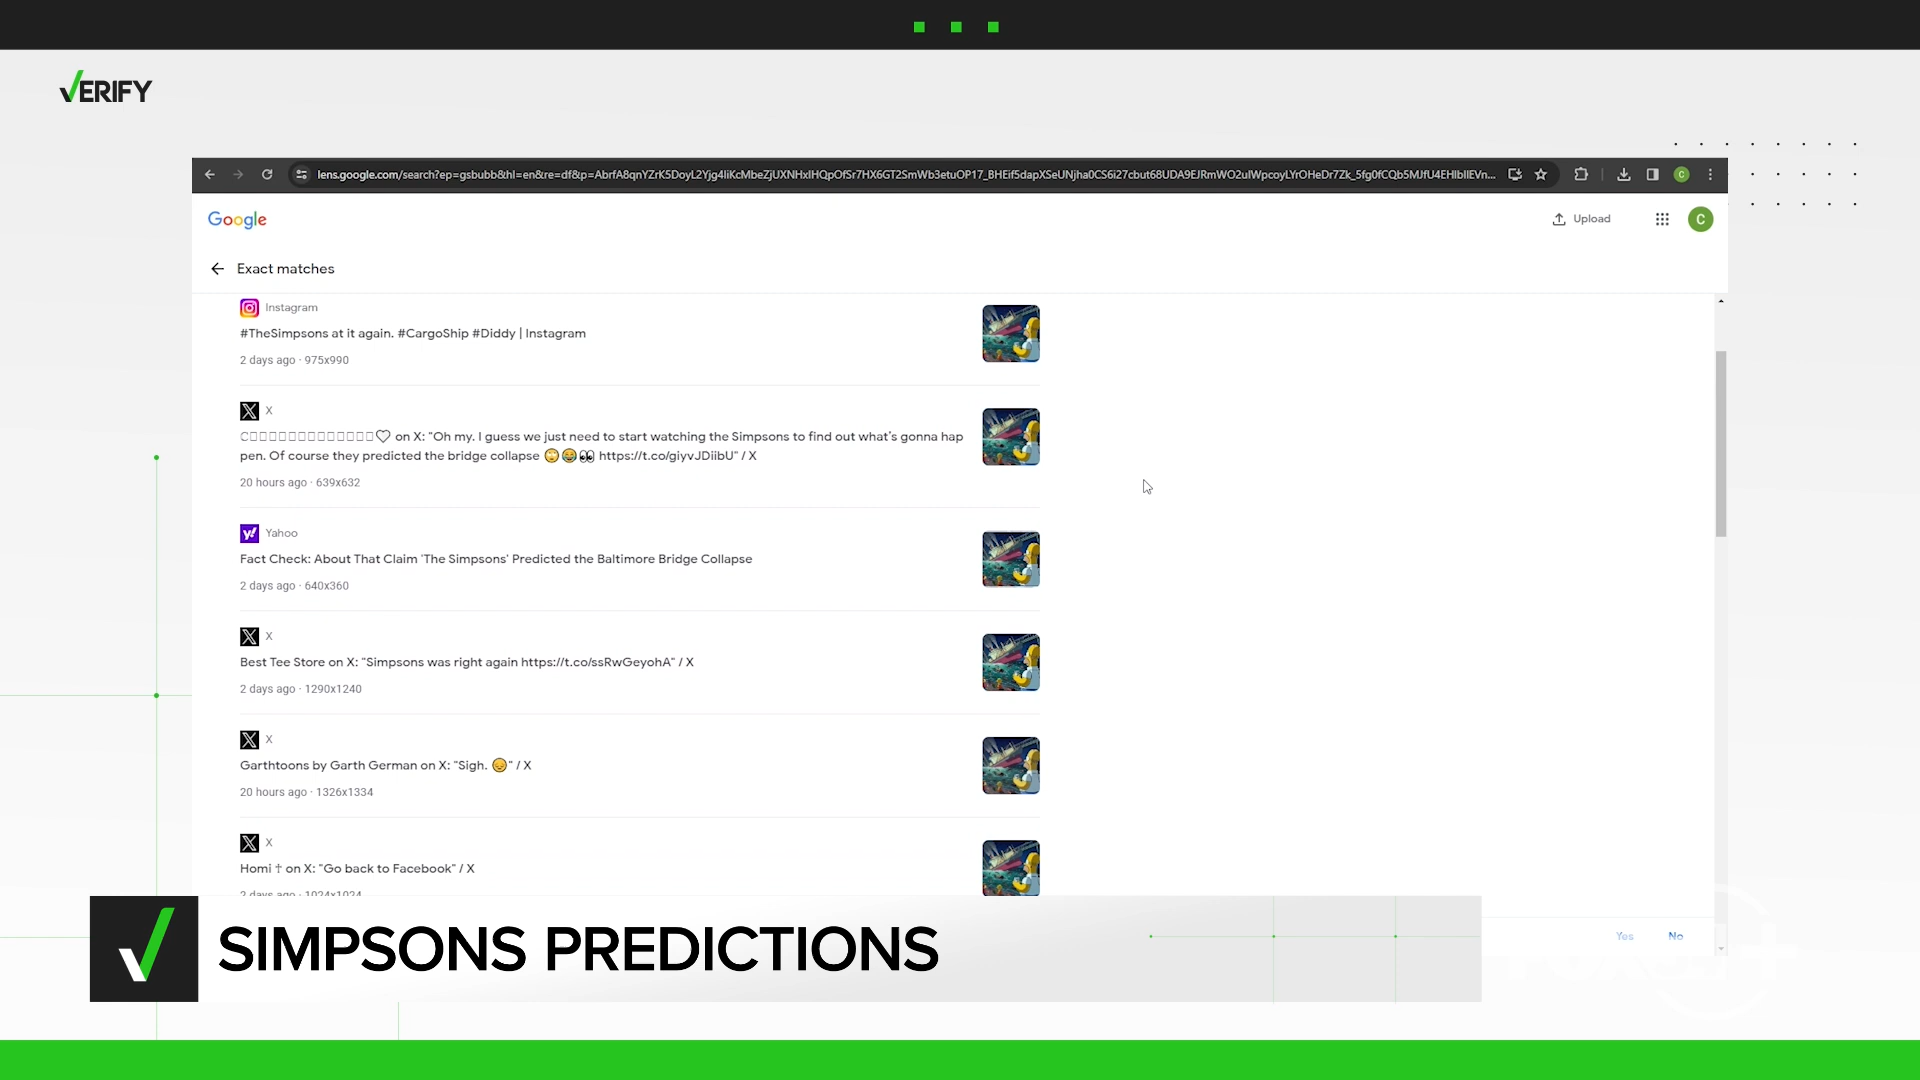 VERIFY
lens.google.com/search?ep=gsbubb&hl=en&re=df&p=
Google
Upload
C
Exact matches
Instagram
#TheSimpsons at it again. #CargoShip #Diddy | Instagram
2 days ago · 975x990
X
on X: "Oh my. I guess we just need to start watching the Simpsons to find out what's gonna hap
pen. Of course they predicted the bridge collapse 🙄😂👀 https://t.co/giyvJDiibU" / X
20 hours ago · 639x632
Yahoo
Fact Check: About That Claim 'The Simpsons' Predicted the Baltimore Bridge Collapse
2 days ago · 640x360
X
Best Tee Store on X: "Simpsons was right again https://t.co/ssRwGeyohA" / X
2 days ago · 1290x1240
X
Garthtoons by Garth German on X: "Sigh. 😔" / X
20 hours ago · 1326x1334
X
Homi † on X: "Go back to Facebook" / X
2 days ago · 1024x1024
Yes
No
SIMPSONS PREDICTIONS